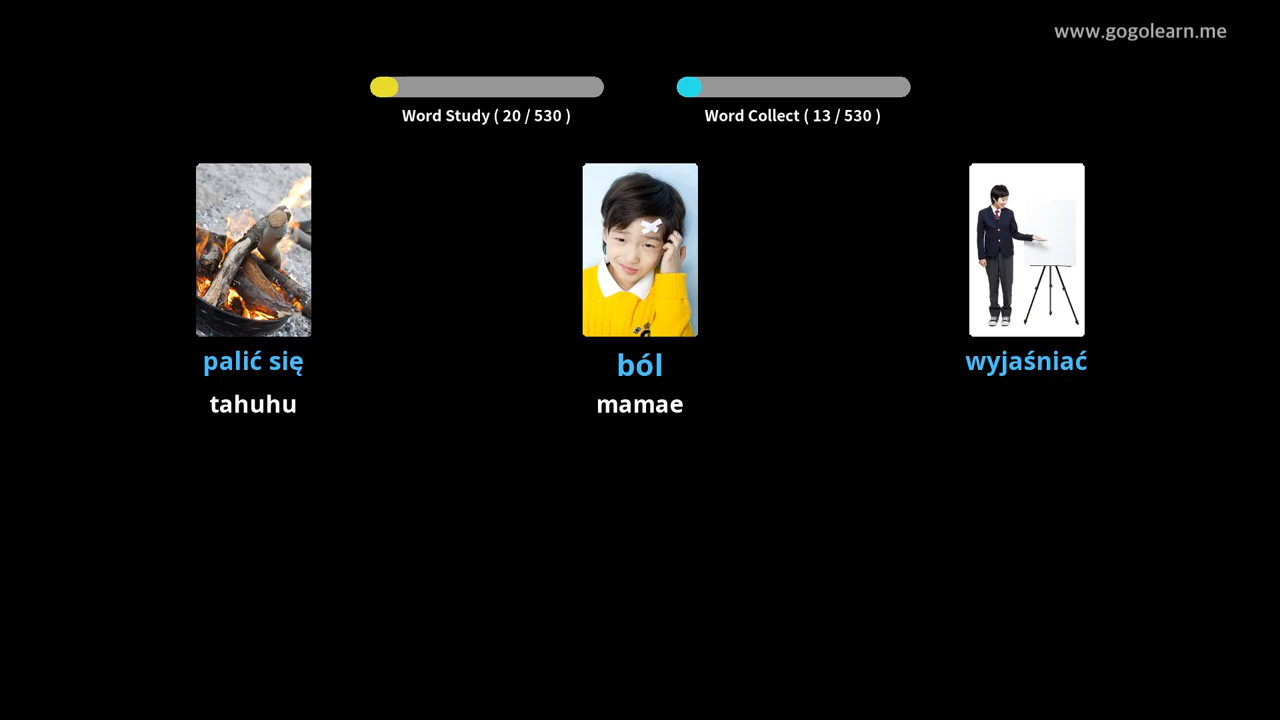 www.gogolearn.me
Word Study ( 20 / 530 )
Word Collect ( 13 / 530 )
palić się
ból
wyjaśniać
tahuhu
mamae